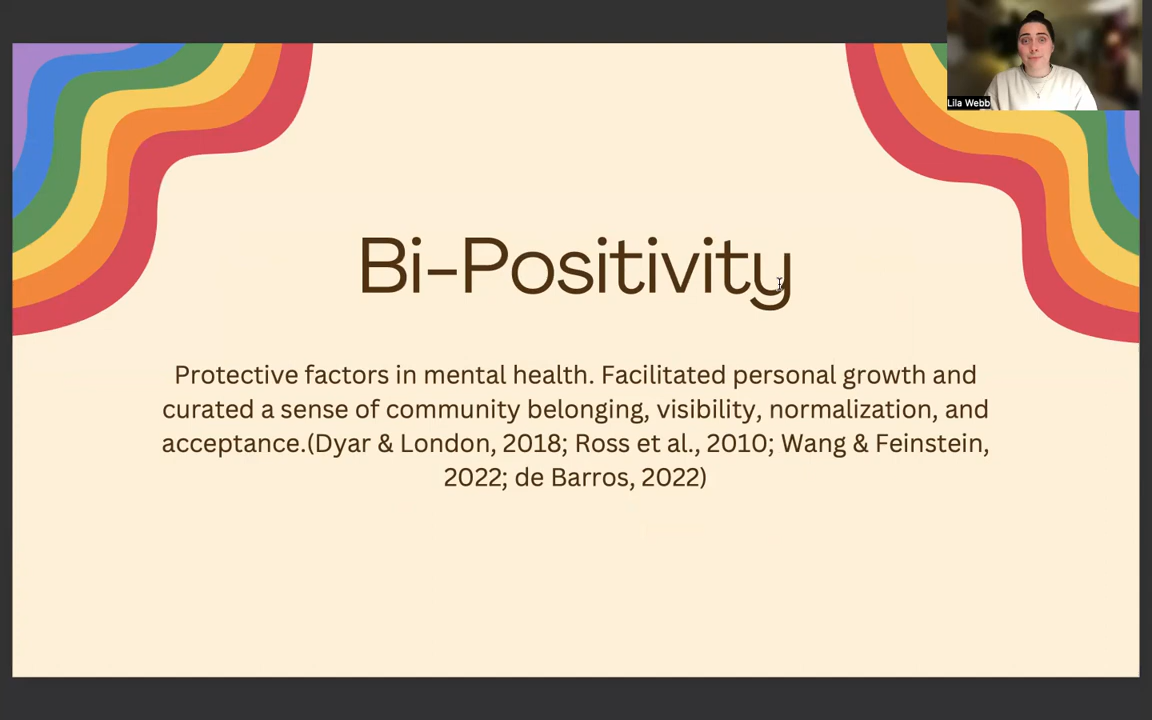 Lila Webb
Bi-Positivity
Protective factors in mental health. Facilitated personal growth and
curated a sense of community belonging, visibility, normalization, and
acceptance.(Dyar & London, 2018; Ross et al., 2010; Wang & Feinstein,
2022; de Barros, 2022)